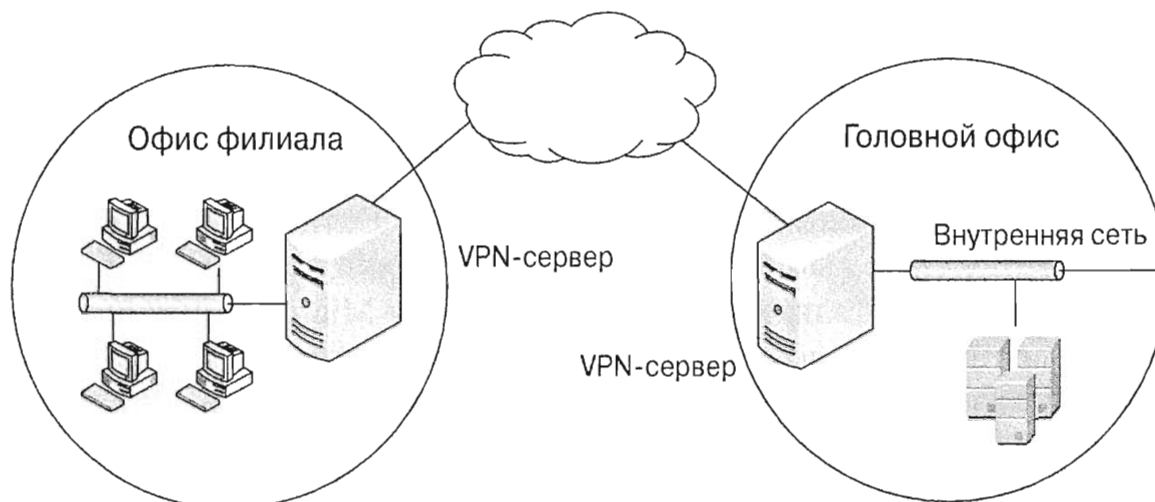 Офис филиала
Головной офис
VPN-сервер
Внутренняя сеть
VPN-сервер